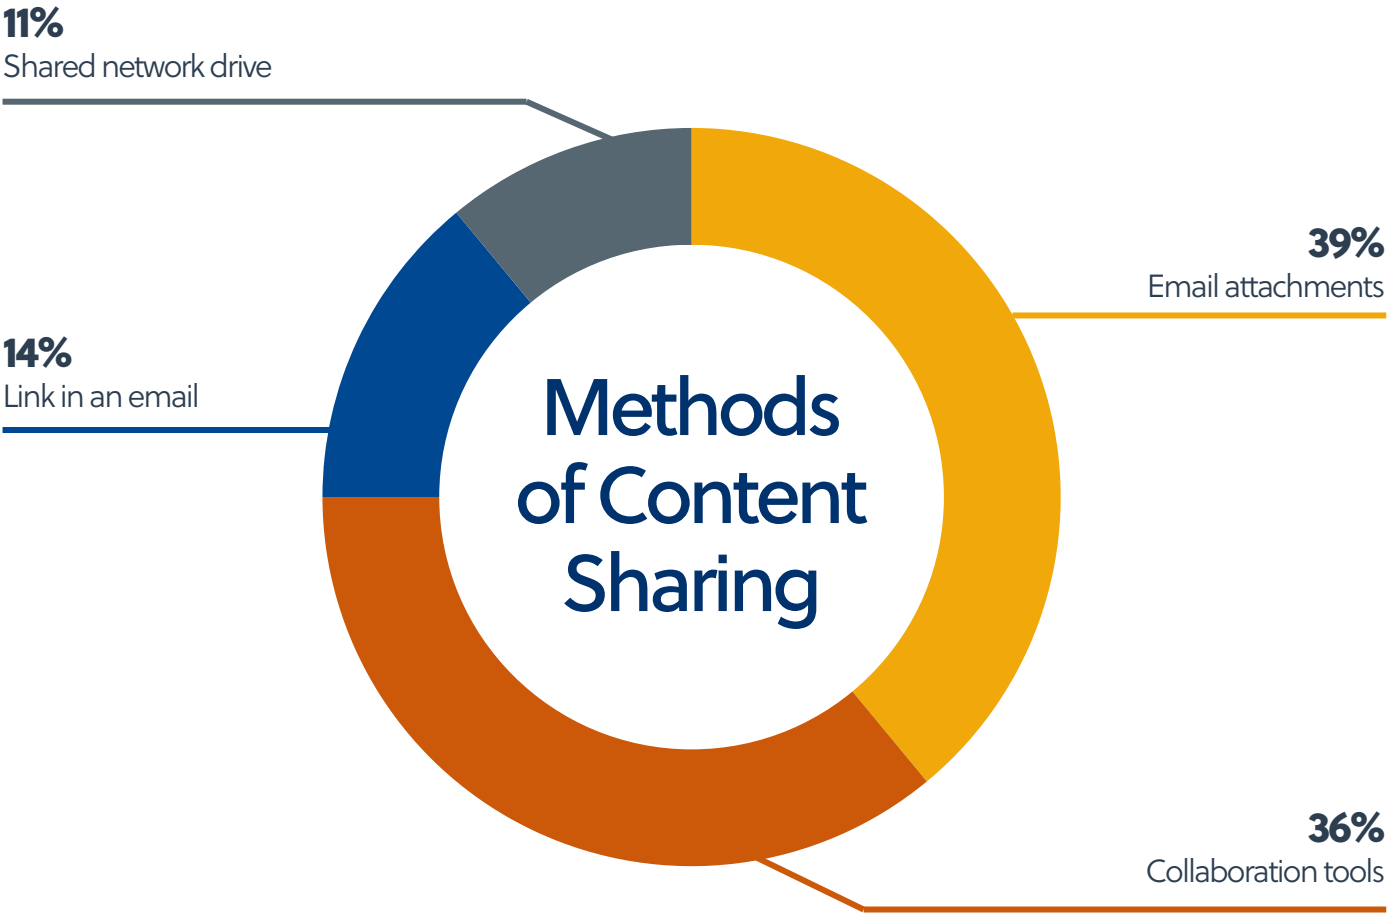 11%
Shared network drive
39%
Email attachments
14%
Link in an email
Methods
of Content
Sharing
36%
Collaboration tools